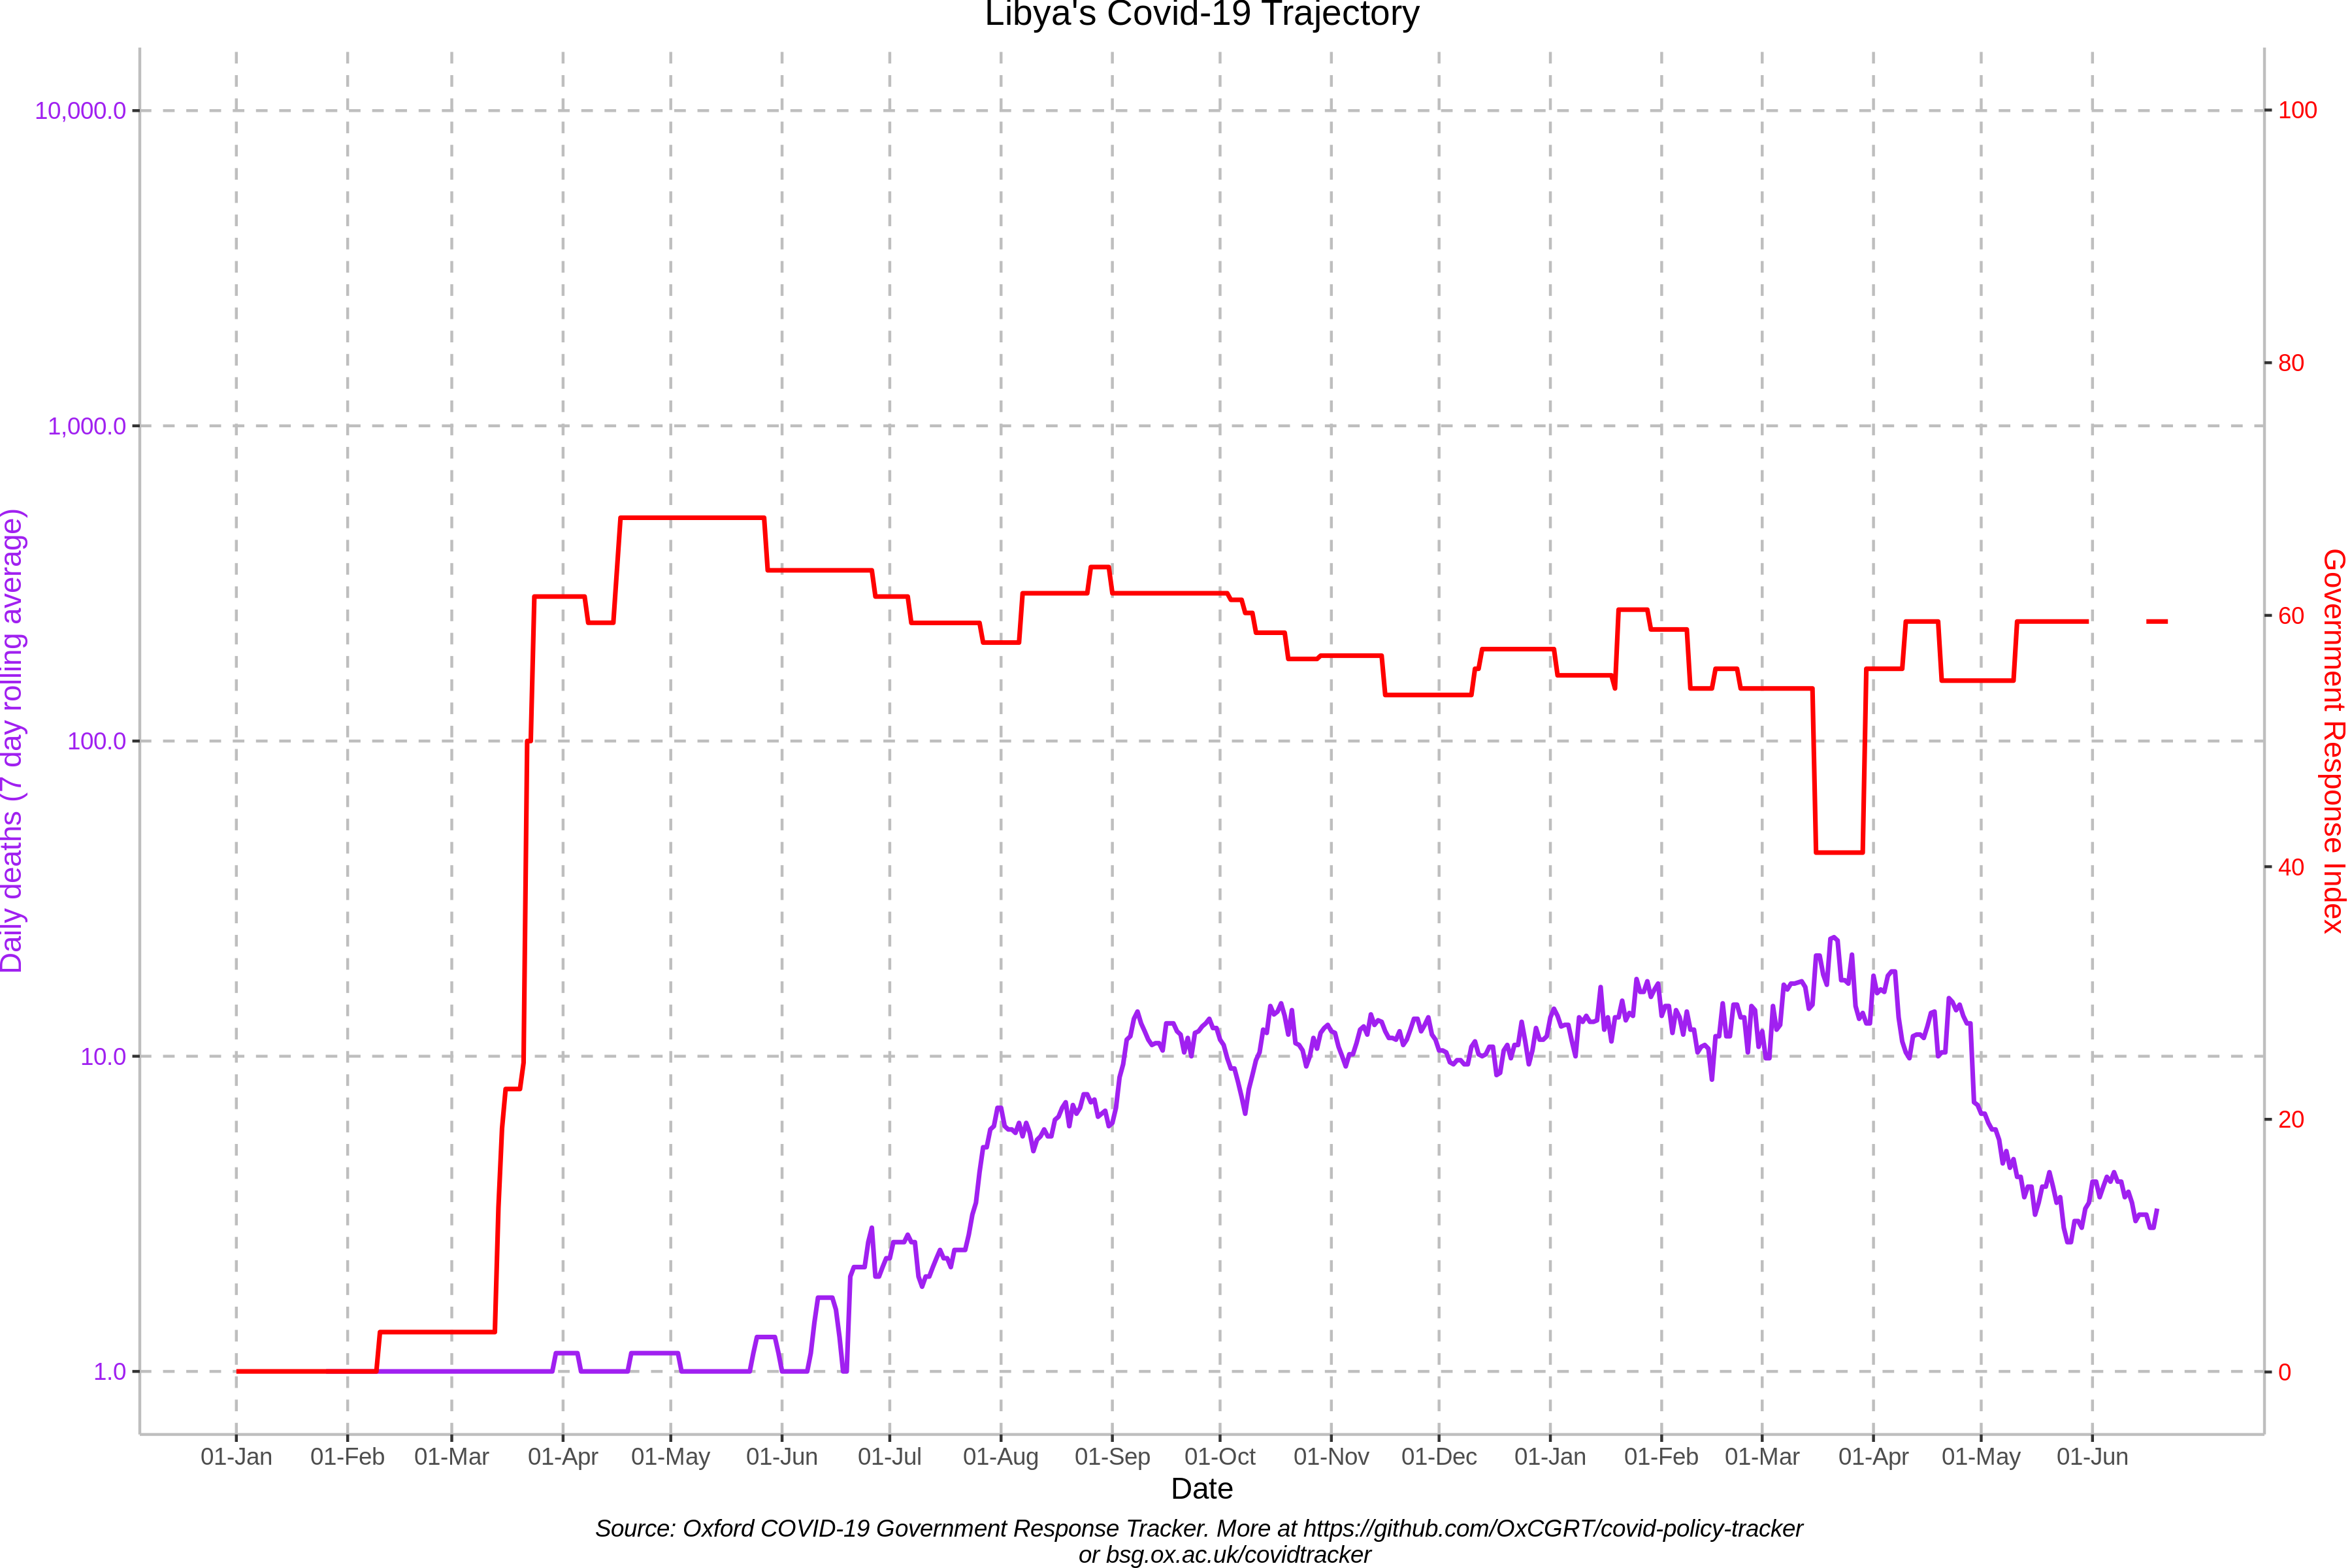 Libya's Covid-19 Trajectory
10,000.0
1,000.0
100.0
10.0
1.0
Daily deaths (7 day rolling average)
100
80
60
40
20
0
Government Response Index
01-Jan 01-Feb 01-Mar 01-Apr 01-May 01-Jun 01-Jul 01-Aug 01-Sep 01-Oct 01-Nov 01-Dec 01-Jan 01-Feb 01-Mar 01-Apr 01-May 01-Jun
Date
Source: Oxford COVID-19 Government Response Tracker. More at https://github.com/OxCGRT/covid-policy-tracker
or bsg.ox.ac.uk/covidtracker